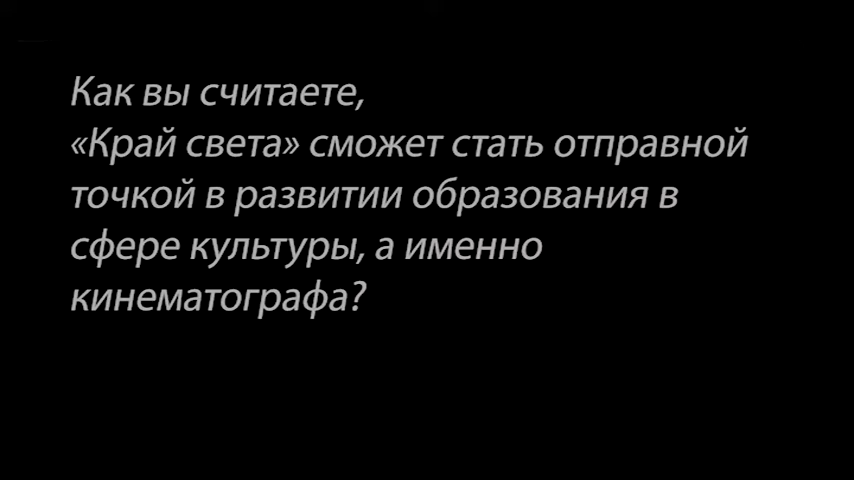 Как вы считаете,
«Край света» сможет стать отправной
точкой в развитии образования в
сфере культуры, а именно
кинематографа?